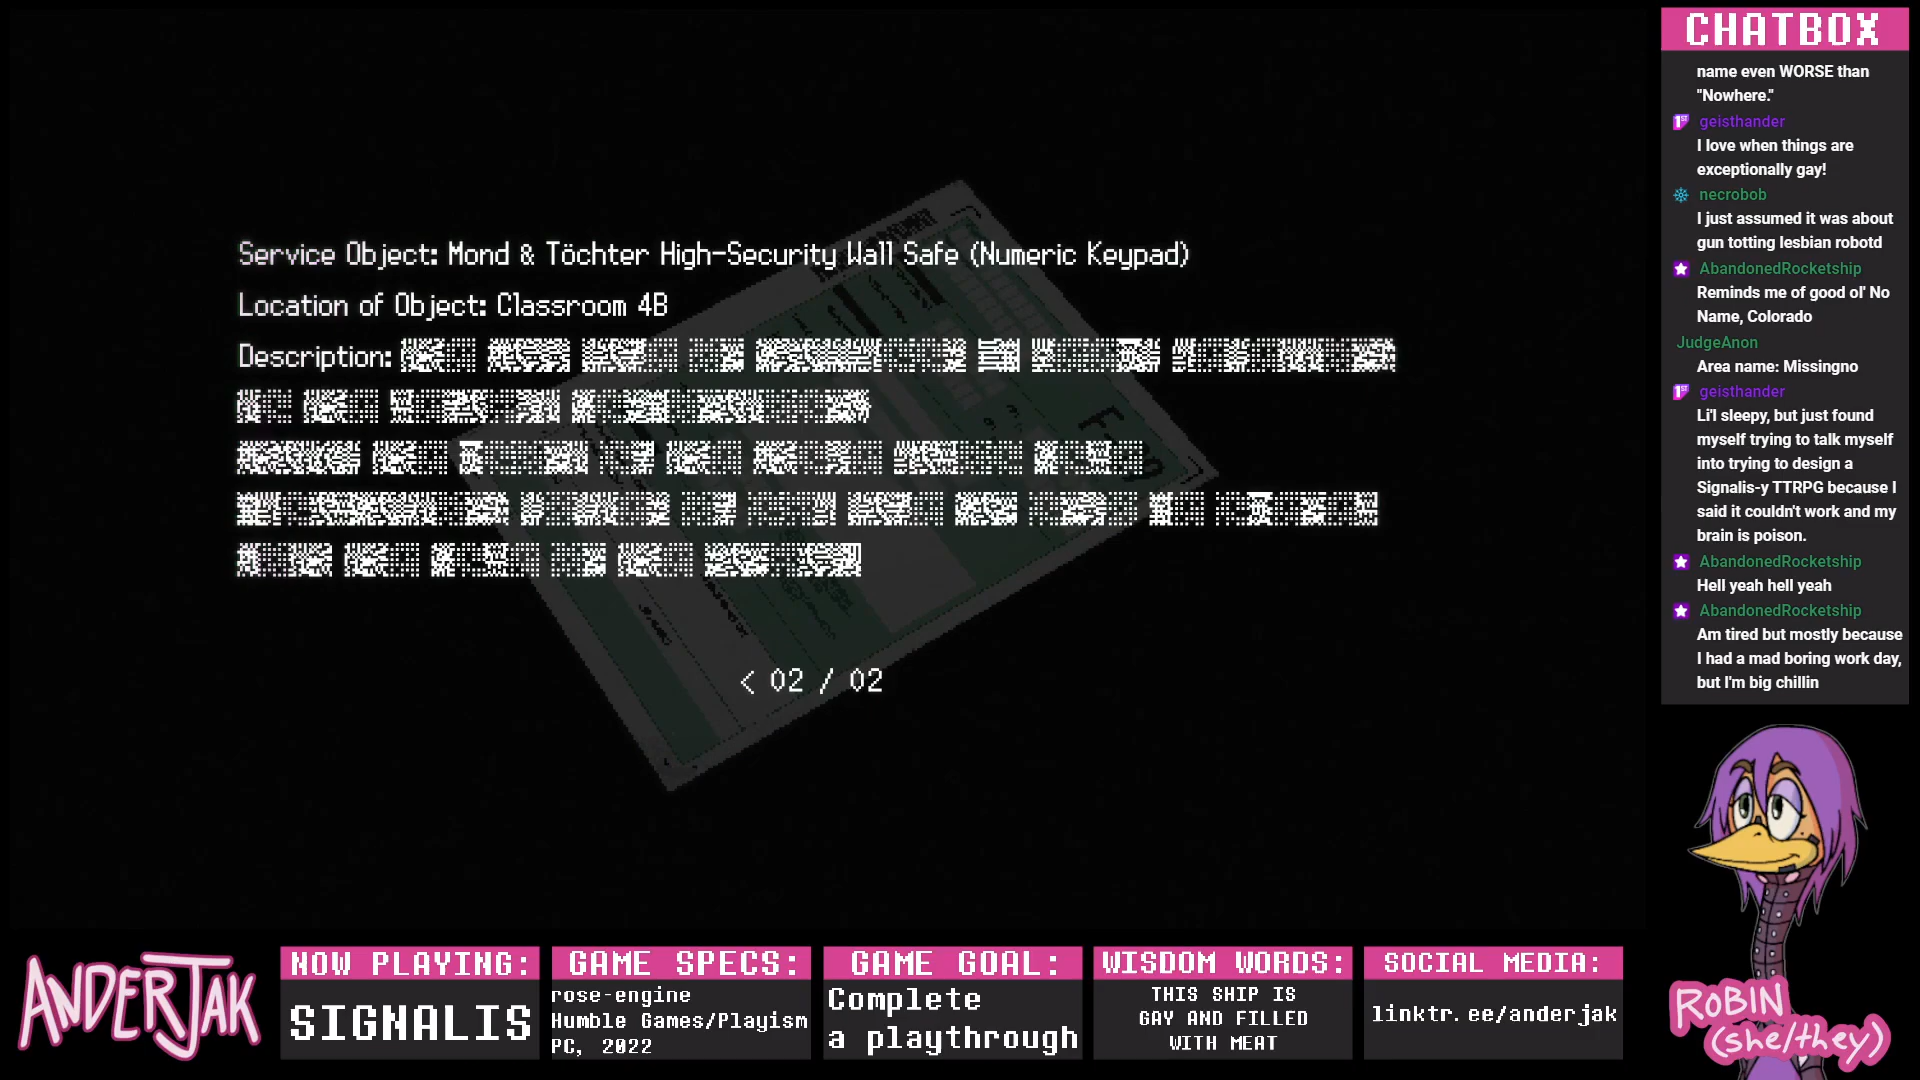 Service Object: Mond & Töchter High-Security Wall Safe (Numeric Keypad)
Location of Object: Classroom 4B
Description:
< 02 / 02
CHATBOX
name even WORSE than
"Nowhere."
geisthander
I love when things are
exceptionally gay!
necrobob
I just assumed it was about
gun totting lesbian robotd
AbandonedRocketship
Reminds me of good ol' No
Name, Colorado
JudgeAnon
Area name: Missingno
geisthander
Li'l sleepy, but just found
myself trying to talk myself
into trying to design a
Signalis-y TTRPG because I
said it couldn't work and my
brain is poison.
AbandonedRocketship
Hell yeah hell yeah
AbandonedRocketship
Am tired but mostly because
I had a mad boring work day,
but I'm big chillin
ANDERJAK
NOW PLAYING:
SIGNALIS
GAME SPECS:
rose-engine
Humble Games/Playism
PC, 2022
GAME GOAL:
Complete
a playthrough
WISDOM WORDS:
THIS SHIP IS
GAY AND FILLED
WITH MEAT
SOCIAL MEDIA:
linktr.ee/anderjak
ROBIN
(she/they)